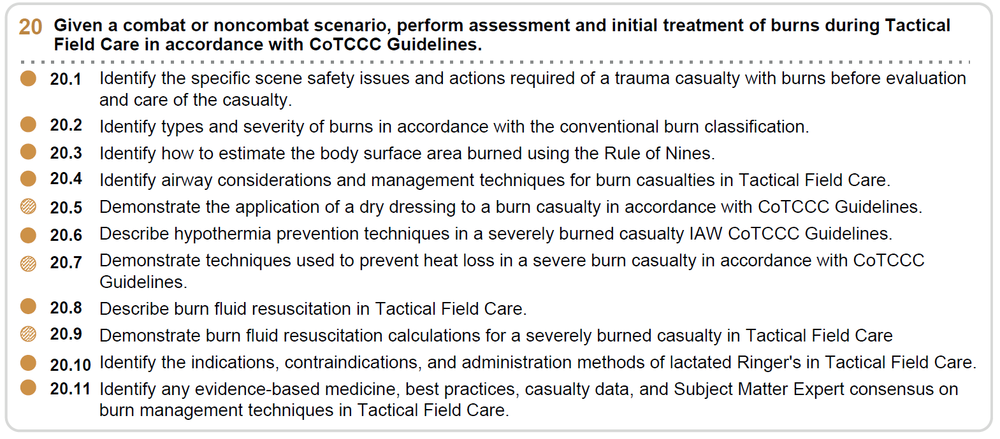 20 Given a combat or noncombat scenario, perform assessment and initial treatment of burns during Tactical
Field Care in accordance with CoTCCC Guidelines.
20.1 Identify the specific scene safety issues and actions required of a trauma casualty with burns before evaluation
and care of the casualty.
20.2 Identify types and severity of burns in accordance with the conventional burn classification.
20.3 Identify how to estimate the body surface area burned using the Rule of Nines.
20.4 Identify airway considerations and management techniques for burn casualties in Tactical Field Care.
20.5 Demonstrate the application of a dry dressing to a burn casualty in accordance with CoTCCC Guidelines.
20.6 Describe hypothermia prevention techniques in a severely burned casualty IAW CoTCCC Guidelines.
20.7 Demonstrate techniques used to prevent heat loss in a severe burn casualty in accordance with CoTCCC
Guidelines.
20.8 Describe burn fluid resuscitation in Tactical Field Care.
20.9 Demonstrate burn fluid resuscitation calculations for a severely burned casualty in Tactical Field Care
20.10 Identify the indications, contraindications, and administration methods of lactated Ringer's in Tactical Field Care.
20.11 Identify any evidence-based medicine, best practices, casualty data, and Subject Matter Expert consensus on
burn management techniques in Tactical Field Care.